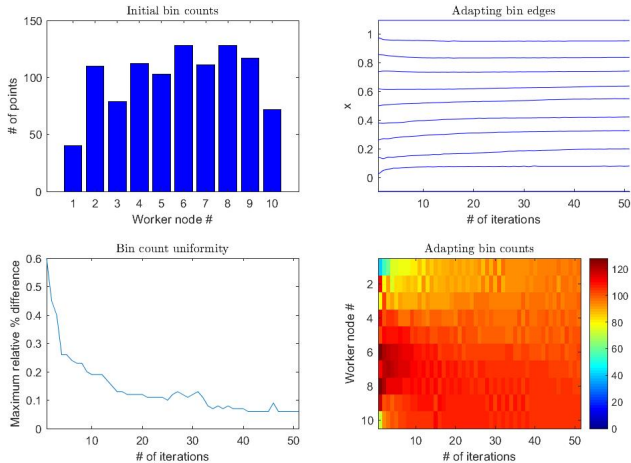 Initial bin counts
150
100
50
0
# of points
1 2 3 4 5 6 7 8 9 10
Worker node #
Adapting bin edges
1
0.8
0.6
0.4
0.2
0
x
10 20 30 40 50
# of iterations
Bin count uniformity
0.6
0.5
0.4
0.3
0.2
0.1
0
Maximum relative % difference
10 20 30 40 50
# of iterations
Adapting bin counts
2
4
6
8
10
Worker node #
10 20 30 40 50
# of iterations
120
100
80
60
40
20
0